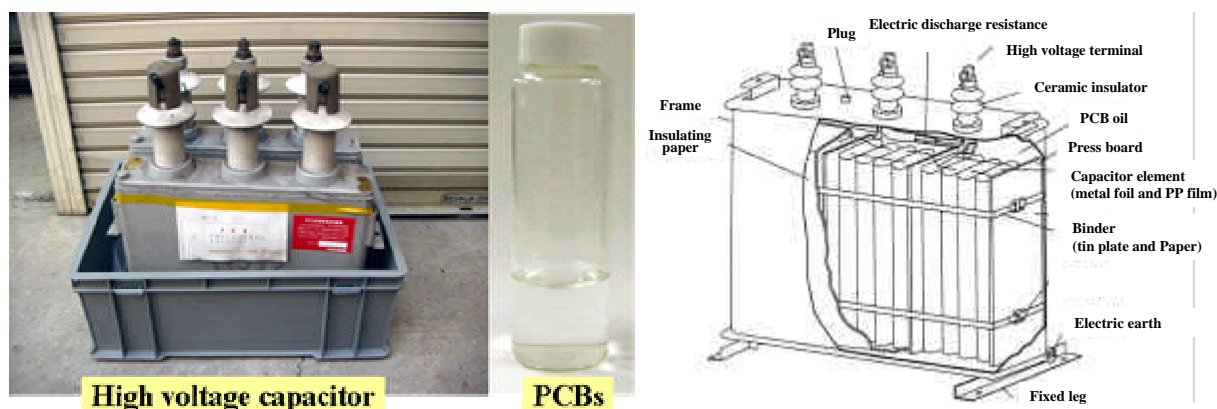 High voltage capacitor
PCBs
Electric discharge resistance
Plug
High voltage terminal
Ceramic insulator
Frame
Insulating
paper
PCB oil
Press board
Capacitor element
(metal foil and PP film)
Binder
(tin plate and Paper)
Electric earth
Fixed leg